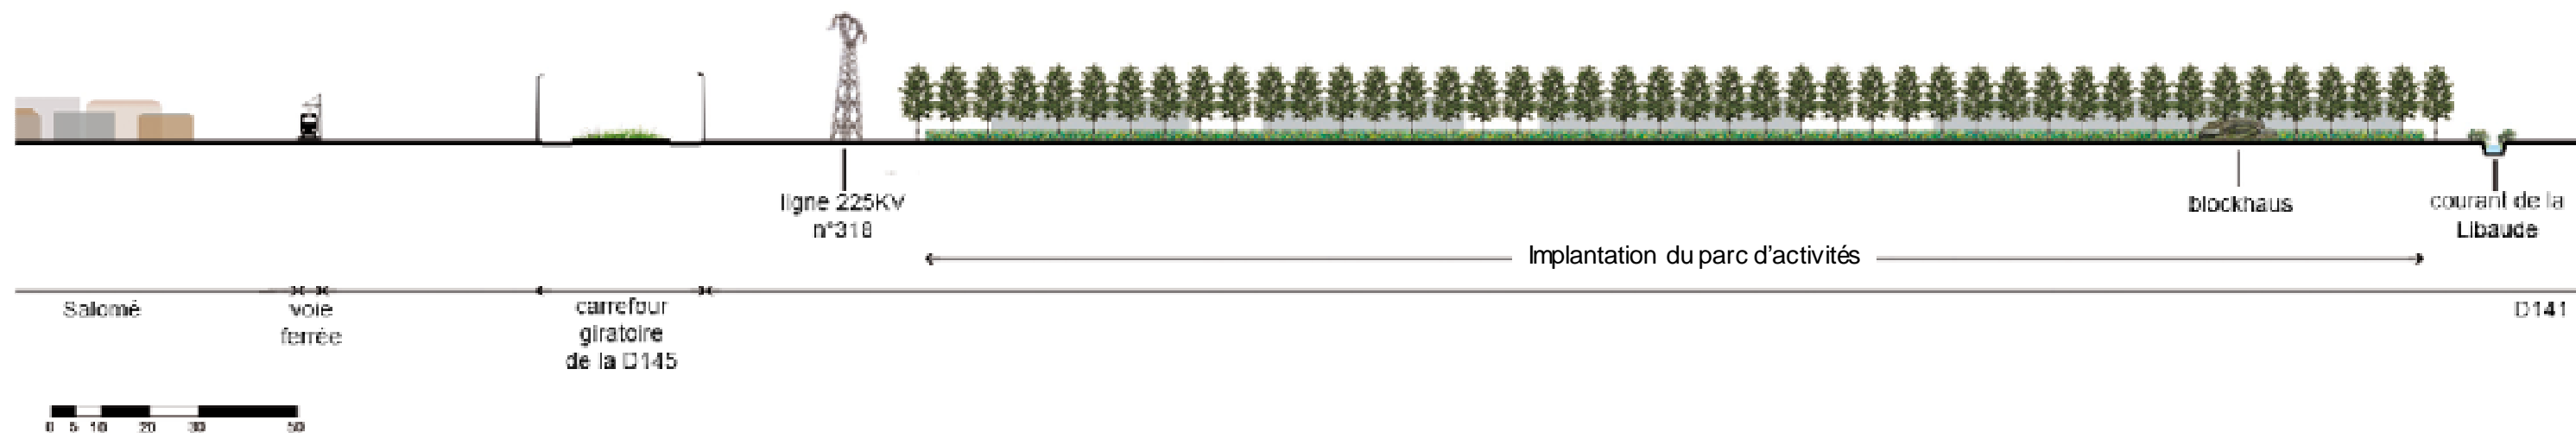 ligne 225KV
n°318
blockhaus
courant de la
Libaude
Implantation du parc d'activités
Salomé
voie
ferrée
carrefour
giratoire
de la D145
D141
0 5 10 20 30 50